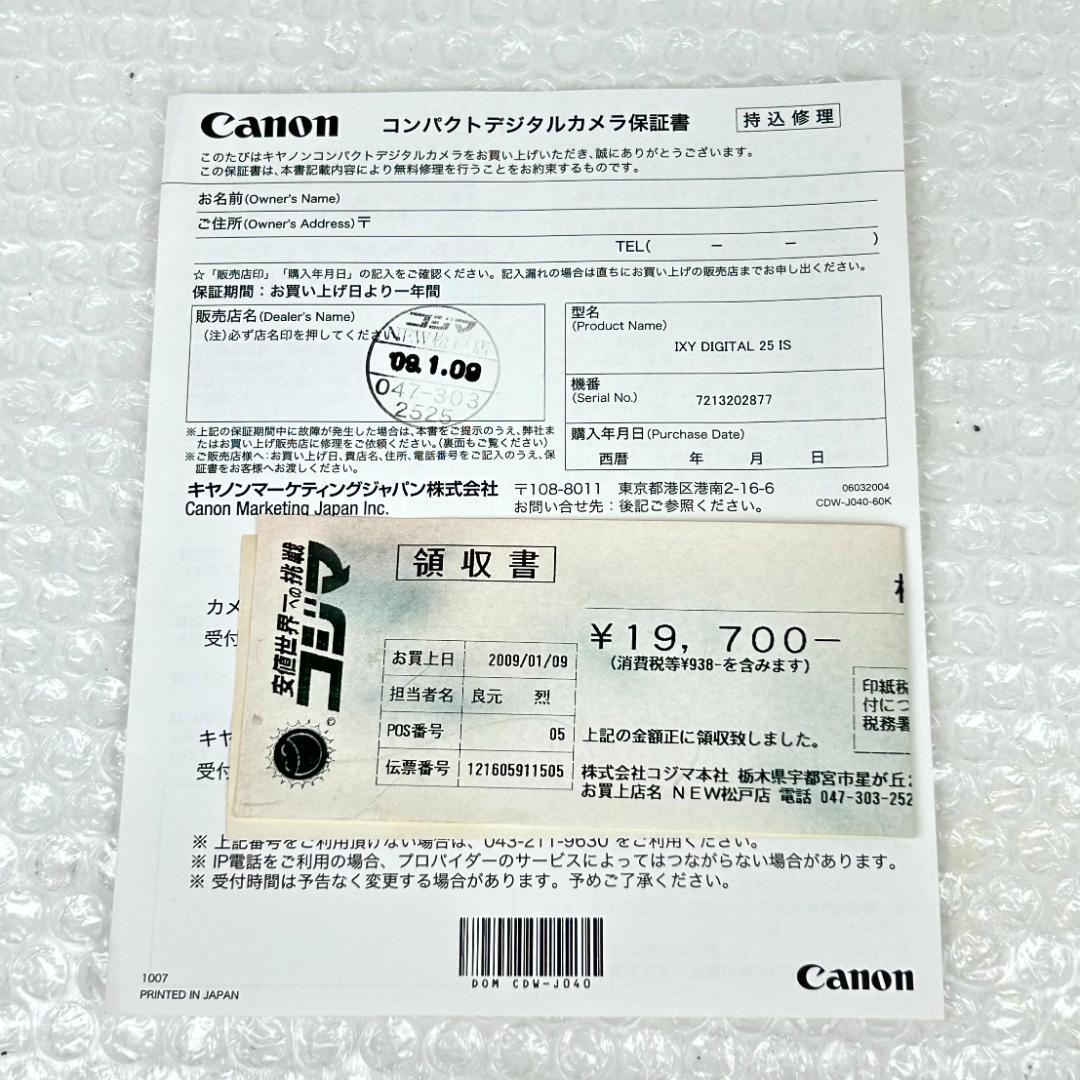 Canon コンパクトデジタルカメラ保証書 持込修理
このたびはキヤノンコンパクトデジタルカメラをお買い上げいただき、誠にありがとうございます。
この保証書は、本書記載内容により無料修理を行うことをお約束するものです。
お名前(Owner's Name)
ご住所(Owner's Address)〒
TEL( － － )
☆「販売店印」「購入年月日」の記入をご確認ください。記入漏れの場合は直ちにお買い上げの販売店までお申し出ください。
保証期間：お買い上げ日より一年間
販売店名(Dealer's Name)
(注)必ず店名印を押してください
コジマ
NEW松戸店
'09.1.09
047-303
2525
型名
(Product Name)
IXY DIGITAL 25 IS
機番
(Serial No.)
7213202877
購入年月日(Purchase Date)
西暦 年 月 日
※上記の保証期間中に故障が発生した場合は、本書をご提示のうえ、弊社ま
たはお買い上げ販売店に修理をご依頼ください。(裏面もご覧ください)
※ご販売店様へ：お買い上げ日、貴店名、住所、電話番号をご記入のうえ、保
証書をお客様へお渡しください。
キヤノンマーケティングジャパン株式会社
Canon Marketing Japan Inc.
〒108-8011 東京都港区港南2-16-6
お問い合せ先：後記ご参照ください。
06032004
CDW-J040-60K
カメ
受付
キヤ
受付
安値世界一への挑戦
コジマ
領収書
¥19,700−
(消費税等¥938-を含みます)
お買上日 2009/01/09
担当者名 良元 烈
POS番号 05
伝票番号 121605911505
上記の金額正に領収致しました。
印紙税
付につ
税務署
株式会社コジマ本社 栃木県宇都宮市星が丘2
お買上店名 NEW松戸店 電話 047-303-252
※ 上記番号をご利用頂けない場合は、043-211-9630 をご利用ください。
※ IP電話をご利用の場合、プロバイダーのサービスによってはつながらない場合があります。
※ 受付時間は予告なく変更する場合があります。予めご了承ください。
DOM CDW-J040
1007
PRINTED IN JAPAN
Canon